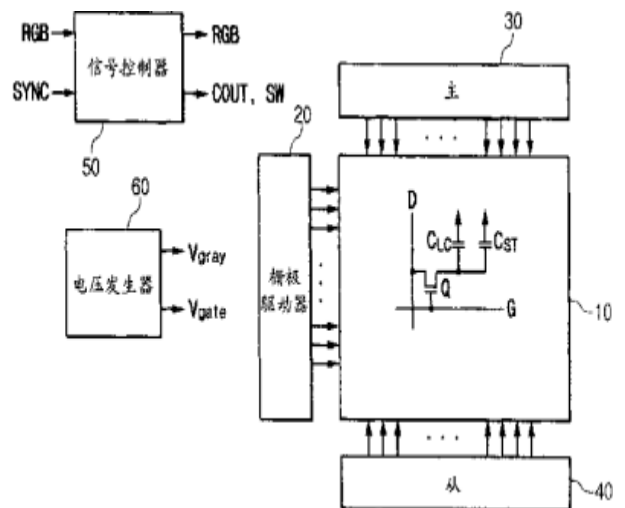 RGB
信号控制器
RGB
SYNC
COUT, SW
50
30
主
20
栅极
驱动器
60
电压发生器
Vgray
Vgate
D
CLC
CST
Q
G
10
从
40